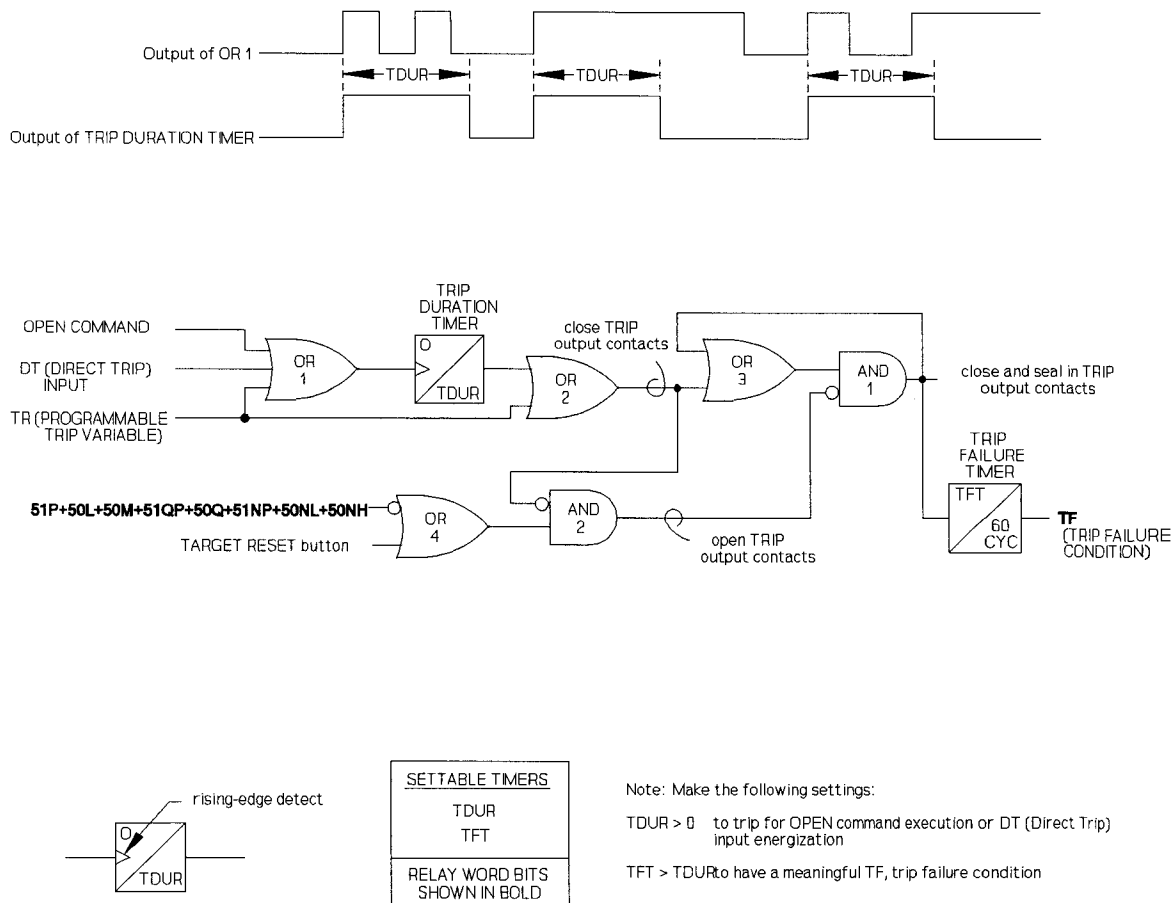 Output of OR 1
TDUR
TDUR
TDUR
Output of TRIP DURATION TIMER
TRIP
DURATION
TIMER
OPEN COMMAND
DT (DIRECT TRIP)
INPUT
TR (PROGRAMMABLE
TRIP VARIABLE)
OR
1
O
TDUR
close TRIP
output contacts
OR
2
OR
3
AND
1
close and seal in TRIP
output contacts
TRIP
FAILURE
TIMER
TFT
60
CYC
TF
(TRIP FAILURE
CONDITION)
51P+50L+50M+51QP+50Q+51NP+50NL+50NH
TARGET RESET button
OR
4
AND
2
open TRIP
output contacts
rising-edge detect
O
TDUR
SETTABLE TIMERS
TDUR
TFT
RELAY WORD BITS
SHOWN IN BOLD
Note: Make the following settings:
TDUR > 0 to trip for OPEN command execution or DT (Direct Trip)
input energization
TFT > TDUR to have a meaningful TF, trip failure condition